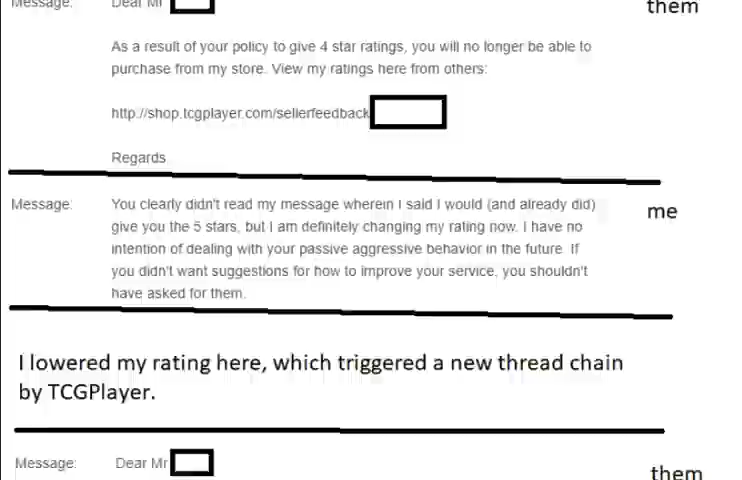 Message: Dear Mr them
As a result of your policy to give 4 star ratings, you will no longer be able to
purchase from my store. View my ratings here from others:
http://shop.tcgplayer.com/sellerfeedback
Regards
Message: You clearly didn't read my message wherein I said I would (and already did) me
give you the 5 stars, but I am definitely changing my rating now. I have no
intention of dealing with your passive aggressive behavior in the future. If
you didn't want suggestions for how to improve your service, you shouldn't
have asked for them.
I lowered my rating here, which triggered a new thread chain
by TCGPlayer.
Message: Dear Mr them